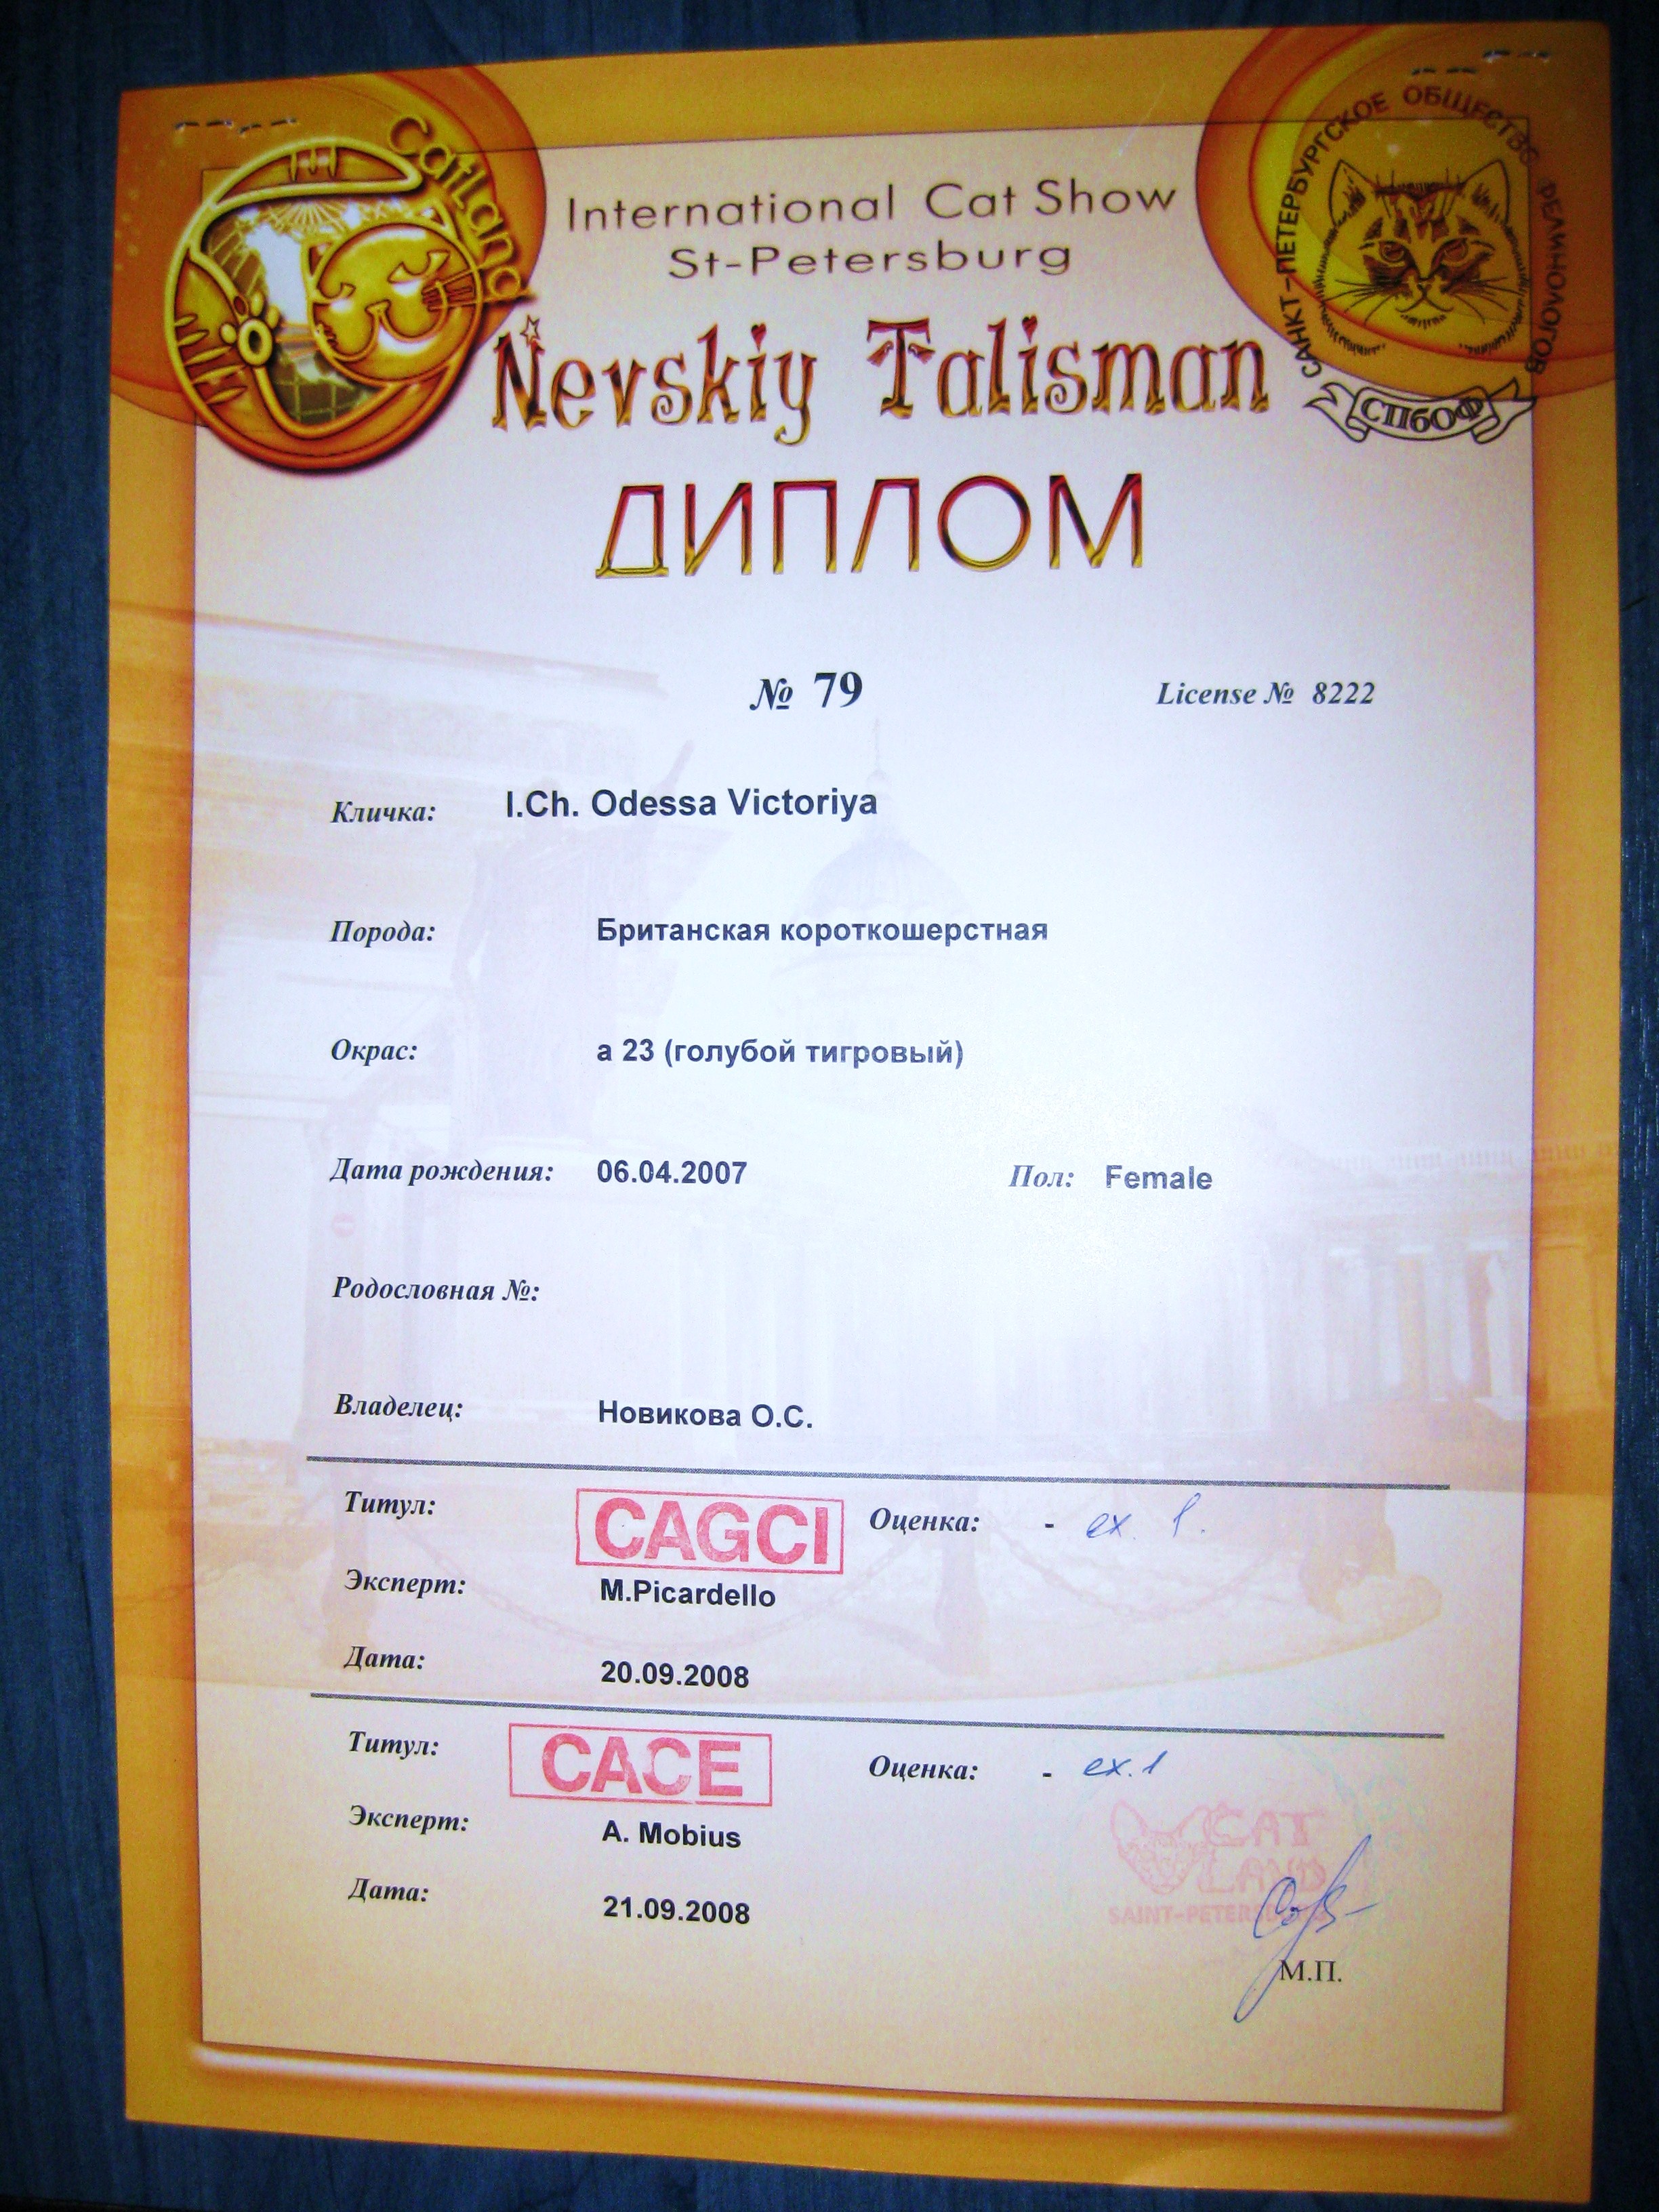 Catland
САНКТ-ПЕТЕРБУРГСКОЕ ОБЩЕСТВО ФЕЛИНОЛОГОВ
СПбОФ
International Cat Show
St-Petersburg
Nevskiy Talisman
ДИПЛОМ
№ 79 License № 8222
Кличка: I.Ch. Odessa Victoriya
Порода: Британская короткошерстная
Окрас: a 23 (голубой тигровый)
Дата рождения: 06.04.2007 Пол: Female
Родословная №:
Владелец: Новикова О.С.
Титул: CAGCI Оценка: - ex. 1.
Эксперт: M.Picardello
Дата: 20.09.2008
Титул: CACE Оценка: - ex.1
Эксперт: A. Mobius
Дата: 21.09.2008
CAT
LAND
SAINT-PETERSBURG
М.П.